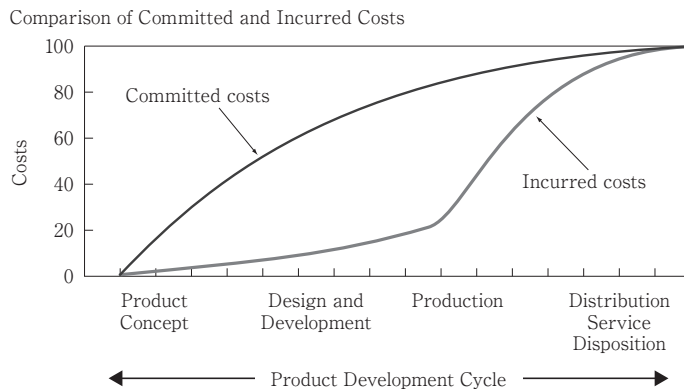 Comparison of Committed and Incurred Costs
100
80
60
40
20
0
Costs
Committed costs
Incurred costs
Product
Concept
Design and
Development
Production
Distribution
Service
Disposition
Product Development Cycle